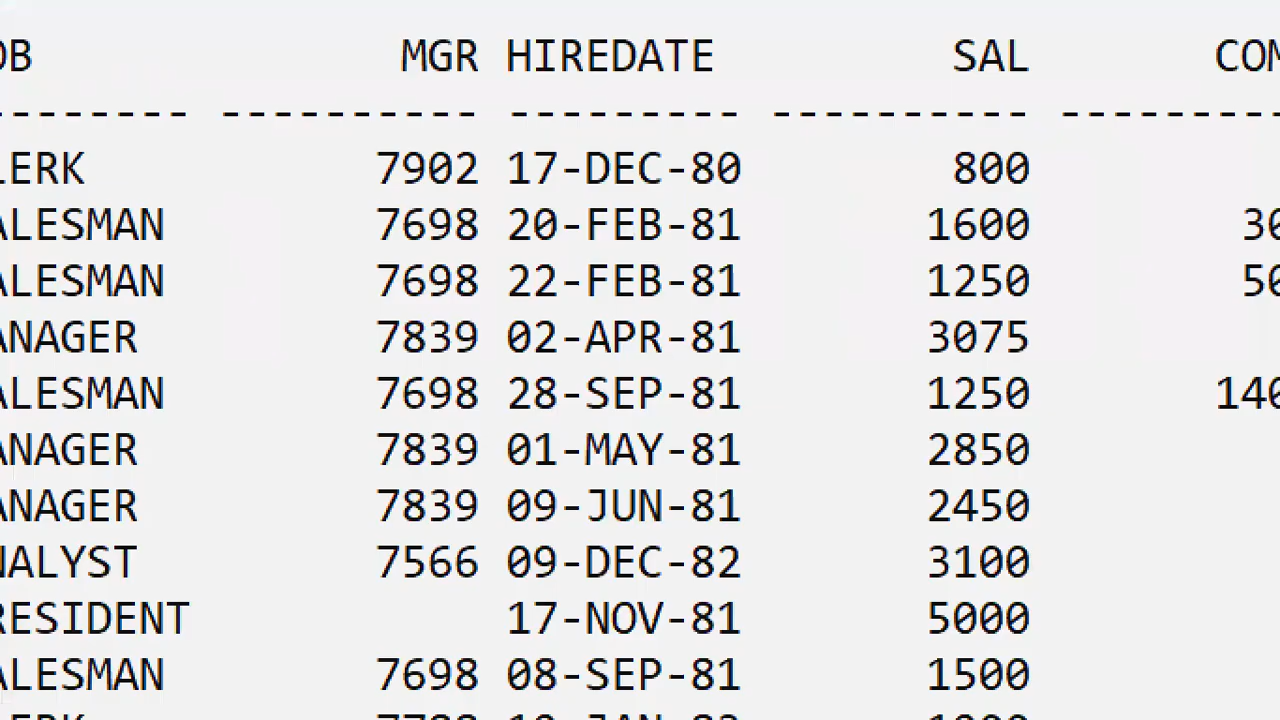 OB MGR HIREDATE SAL COM
-------- ---------- --------- ---------- ---------
LERK 7902 17-DEC-80 800
ALESMAN 7698 20-FEB-81 1600 30
ALESMAN 7698 22-FEB-81 1250 50
ANAGER 7839 02-APR-81 3075
ALESMAN 7698 28-SEP-81 1250 140
ANAGER 7839 01-MAY-81 2850
ANAGER 7839 09-JUN-81 2450
NALYST 7566 09-DEC-82 3100
RESIDENT 17-NOV-81 5000
ALESMAN 7698 08-SEP-81 1500